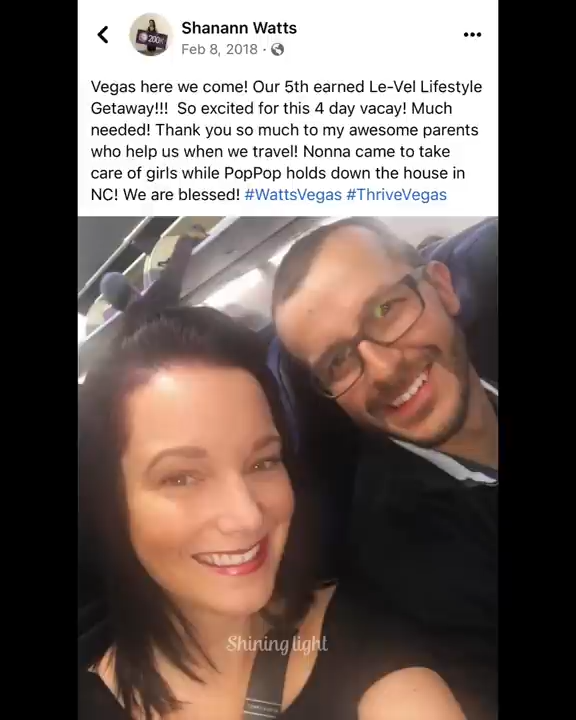 Shanann Watts
Feb 8, 2018 ·
Vegas here we come! Our 5th earned Le-Vel Lifestyle
Getaway!!!  So excited for this 4 day vacay! Much
needed! Thank you so much to my awesome parents
who help us when we travel! Nonna came to take
care of girls while PopPop holds down the house in
NC! We are blessed! #WattsVegas #ThriveVegas
Shining light